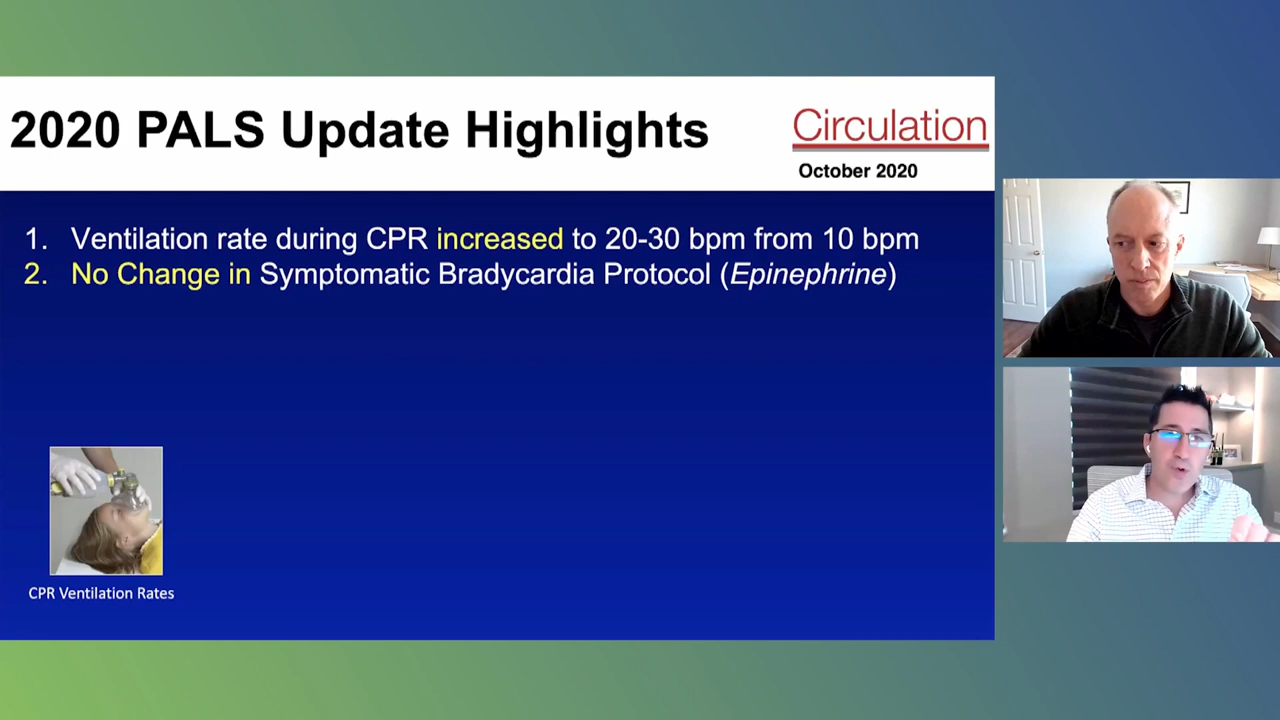 2020 PALS Update Highlights
Circulation
October 2020
1. Ventilation rate during CPR increased to 20-30 bpm from 10 bpm
2. No Change in Symptomatic Bradycardia Protocol (Epinephrine)
CPR Ventilation Rates